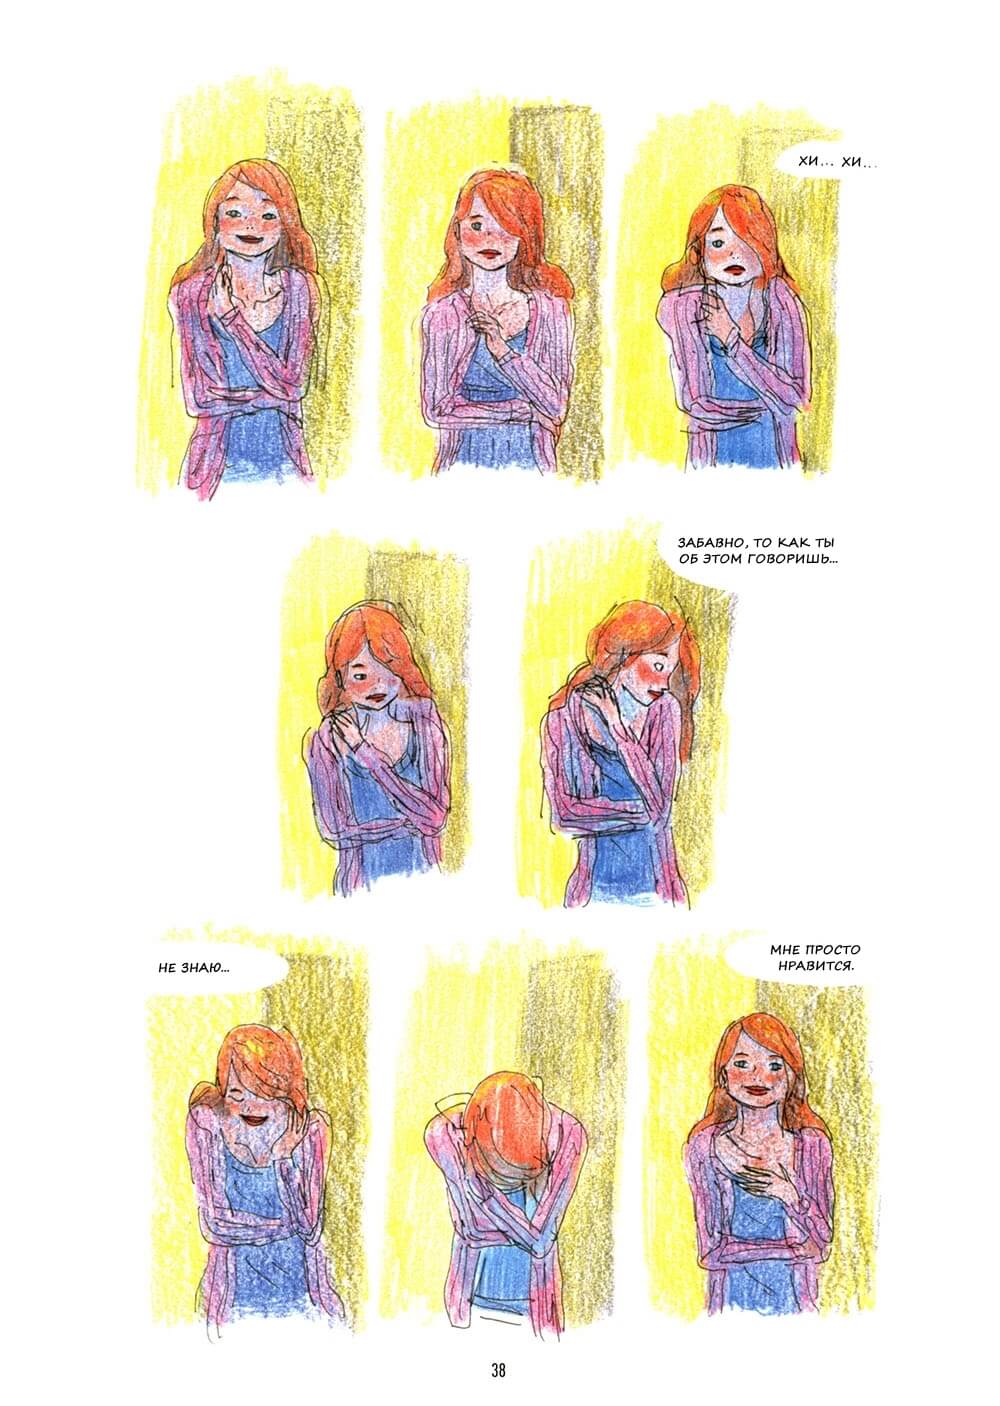 ХИ... ХИ...
ЗАБАВНО, ТО КАК ТЫ
ОБ ЭТОМ ГОВОРИШЬ...
НЕ ЗНАЮ...
МНЕ ПРОСТО
НРАВИТСЯ.
38